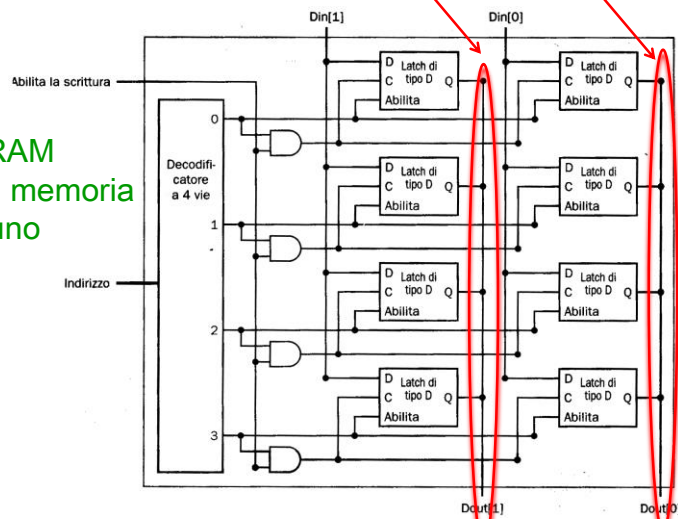 Din[1] Din[0]
Abilita la scrittura
D Latch di tipo D Q
C
Abilita
D Latch di tipo D Q
C
Abilita
0
RAM
memoria
uno
Decodifi-
catore
a 4 vie
D Latch di tipo D Q
C
Abilita
D Latch di tipo D Q
C
Abilita
1
Indirizzo
D Latch di tipo D Q
C
Abilita
D Latch di tipo D Q
C
Abilita
2
D Latch di tipo D Q
C
Abilita
D Latch di tipo D Q
C
Abilita
3
Dout[1] Dout[0